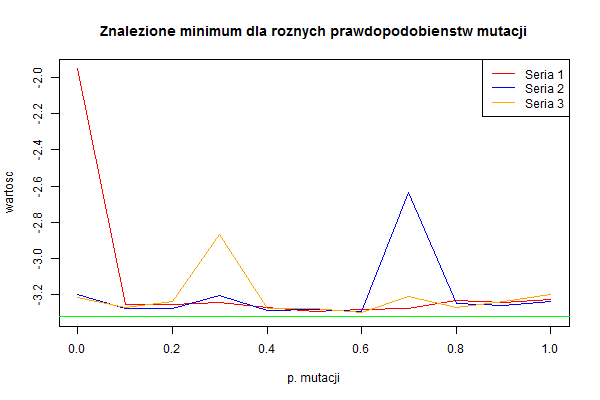 Znalezione minimum dla roznych prawdopodobienstw mutacji
Seria 1
Seria 2
Seria 3
wartosc
-2.0
-2.2
-2.4
-2.6
-2.8
-3.0
-3.2
0.0 0.2 0.4 0.6 0.8 1.0
p. mutacji